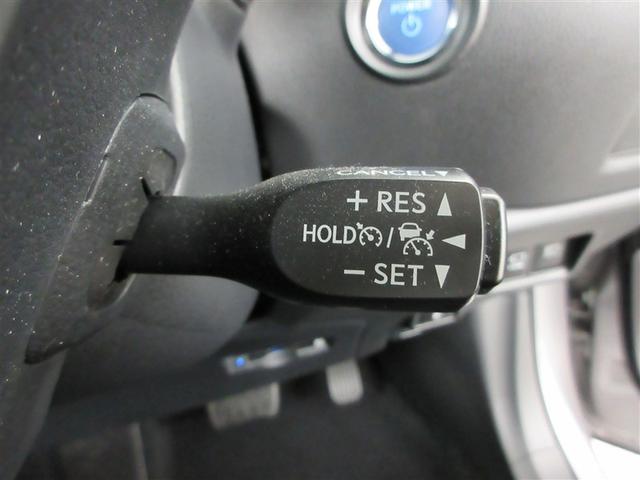 POWER
CANCEL▼
+ RES ▲
HOLD / ◀
− SET ▼